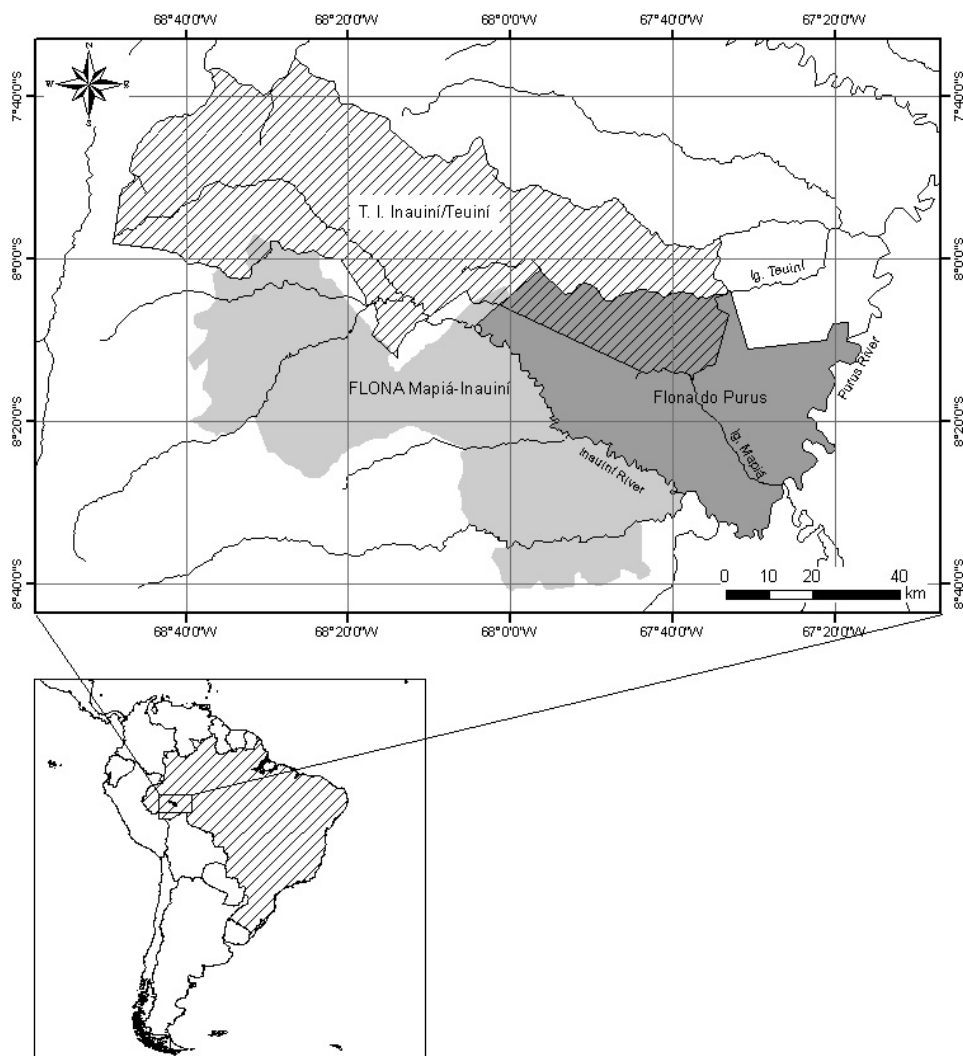 68°40'0"W 68°20'0"W 68°0'0"W 67°40'0"W 67°20'0"W
N
W E
S
7°40'0"S 7°40'0"S
T. I. Inauiní/Teuiní
8°0'0"S 8°0'0"S
Ig. Teuiní
Purus River
FLONA Mapiá-Inauiní
Flona do Purus
8°20'0"S 8°20'0"S
Ig. Mapiá
Inauiní River
8°40'0"S 8°40'0"S
0 10 20 40
km
68°40'0"W 68°20'0"W 68°0'0"W 67°40'0"W 67°20'0"W